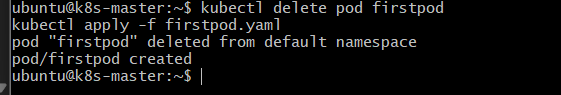 ubuntu@k8s-master:~$ kubectl delete pod firstpod
kubectl apply -f firstpod.yaml
pod "firstpod" deleted from default namespace
pod/firstpod created
ubuntu@k8s-master:~$